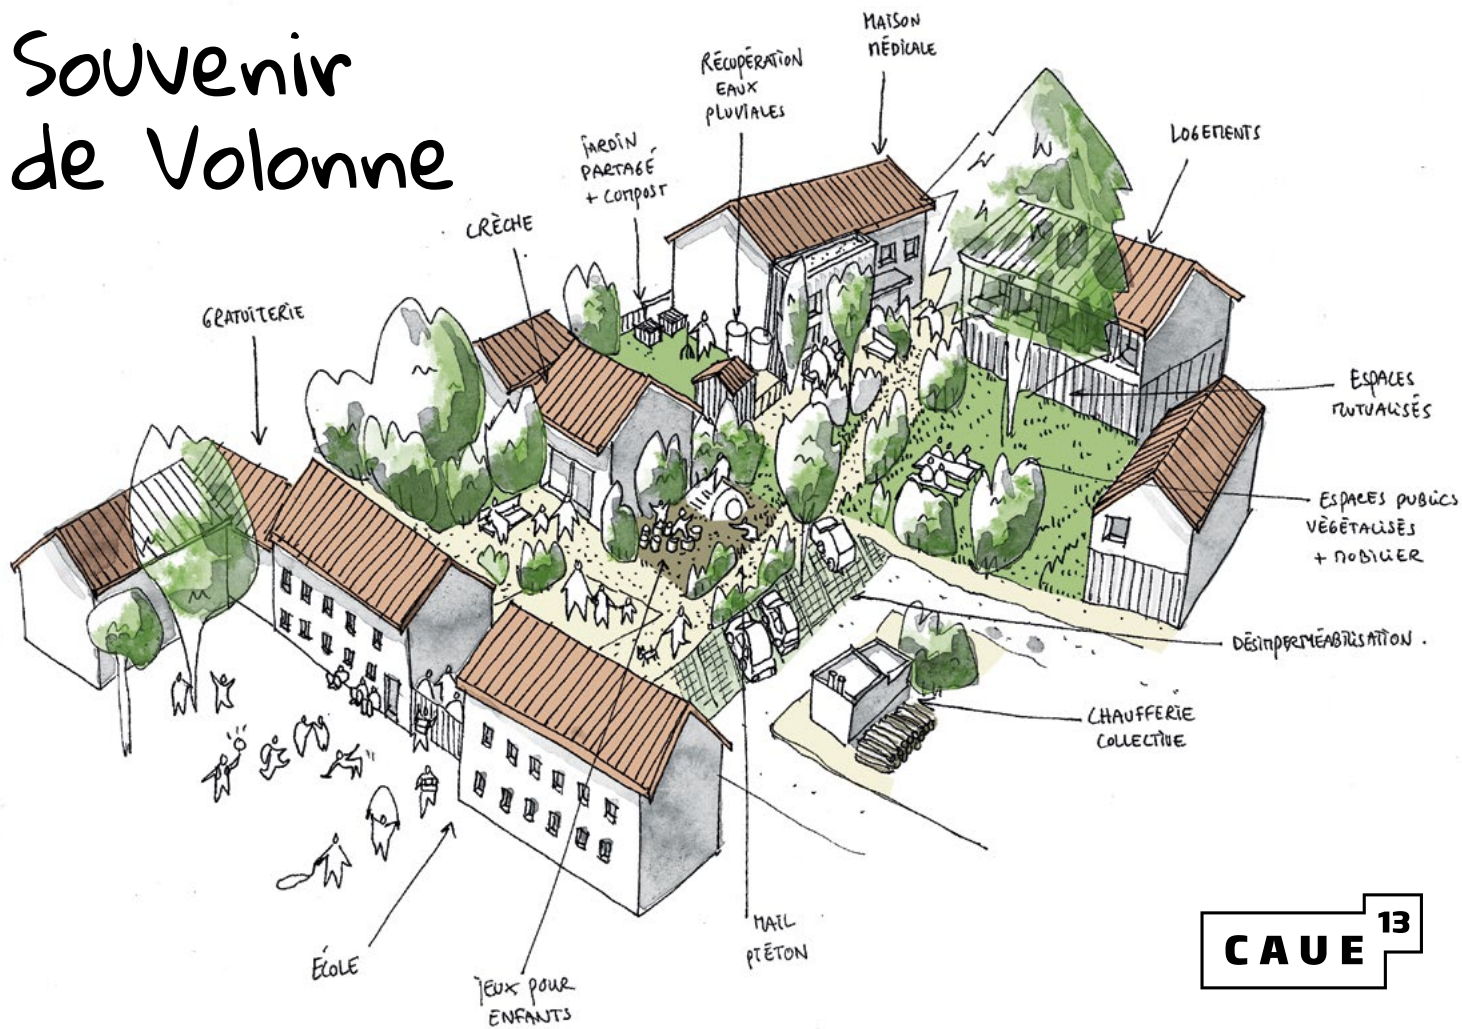 Souvenir
de Volonne
MAISON
MÉDICALE
RÉCUPÉRATION
EAUX
PLUVIALES
JARDIN
PARTAGÉ
+ COMPOST
LOGEMENTS
CRÈCHE
GRATUITERIE
ESPACES
MUTUALISÉS
ESPACES PUBLICS
VÉGÉTALISÉS
+ MOBILIER
DÉSIMPERMÉABILISATION.
CHAUFFERIE
COLLECTIVE
MAIL
PIÉTON
ÉCOLE
JEUX POUR
ENFANTS
CAUE 13